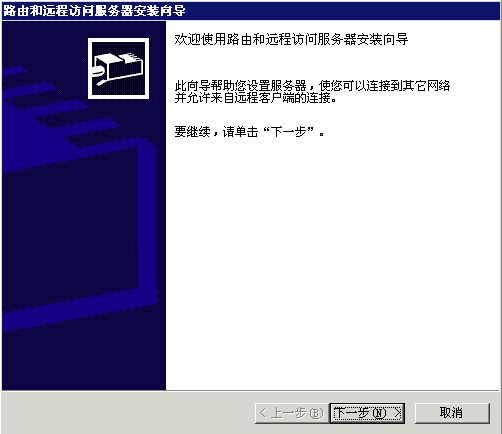 路由和远程访问服务器安装向导
欢迎使用路由和远程访问服务器安装向导
此向导帮助您设置服务器，使您可以连接到其它网络
并允许来自远程客户端的连接。
要继续，请单击“下一步”。
< 上一步(B)
下一步(N) >
取消